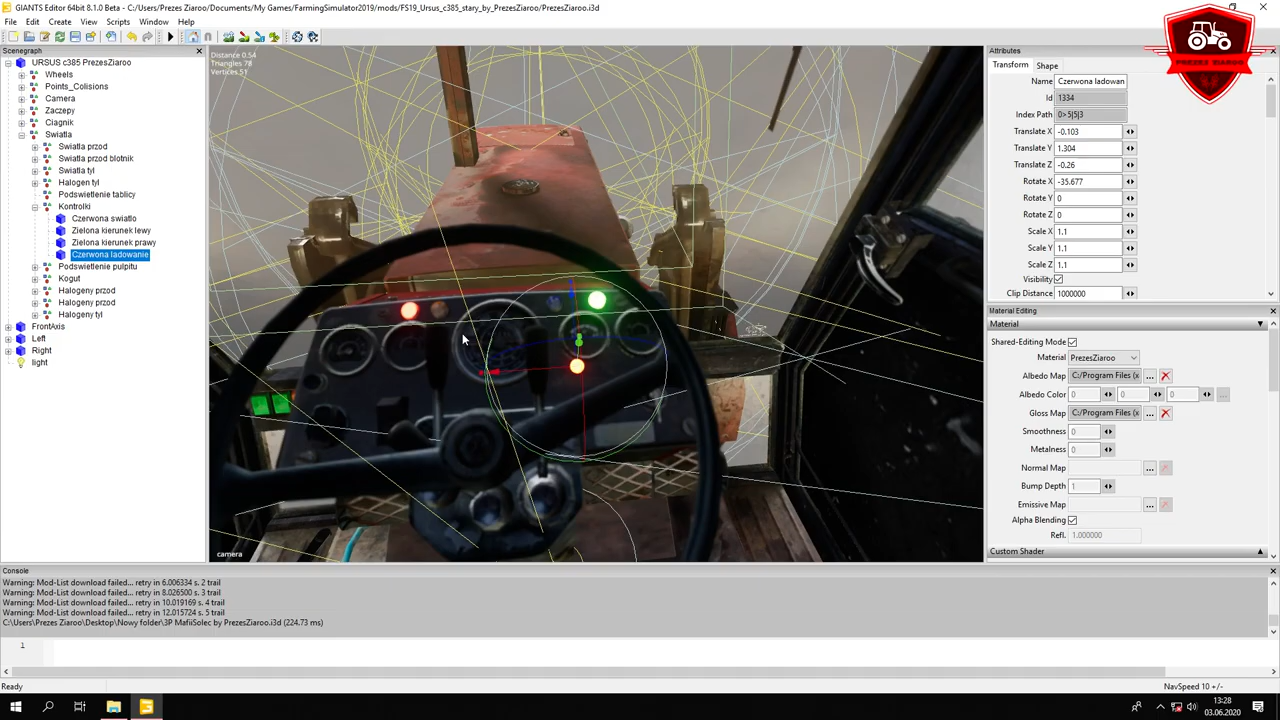 GIANTS Editor 64bit 8.1.0 Beta - C:/Users/Prezes Ziaroo/Documents/My Games/FarmingSimulator2019/mods/FS19_Ursus_c385_stary_by_PrezesZiaroo/PrezesZiaroo.i3d
File Edit Create View Scripts Window Help
Scenegraph
URSUS c385 PrezesZiaroo
Wheels
Points_Colisions
Camera
Zaczepy
Ciagnik
Swiatla
Swiatla przod
Swiatla przod blotnik
Swiatla tyl
Halogen tyl
Podswietlenie tablicy
Kontrolki
Czerwona swiatlo
Zielona kierunek lewy
Zielona kierunek prawy
Czerwona ladowanie
Podswietlenie pulpitu
Kogut
Halogeny przod
Halogeny przod
Halogeny tyl
FrontAxis
Left
Right
light
Distance 0.54
Triangles 78
Vertices 51
camera
Attributes
Transform Shape
Name Czerwona ladowan
Id 1334
Index Path 0>5|5|3
Translate X -0.103
Translate Y 1.304
Translate Z -0.26
Rotate X -35.677
Rotate Y 0
Rotate Z 0
Scale X 1.1
Scale Y 1.1
Scale Z 1.1
Visibility
Clip Distance 1000000
PREZES ZIAROO
Material Editing
Material
Shared-Editing Mode
Material PrezesZiaroo
Albedo Map C:/Program Files (x ...
Albedo Color 0 0 0 ...
Gloss Map C:/Program Files (x ...
Smoothness 0
Metalness 0
Normal Map ...
Bump Depth 1
Emissive Map ...
Alpha Blending
Refl. 1.000000
Custom Shader
Console
Warning: Mod-List download failed... retry in 6.006334 s. 2 trail
Warning: Mod-List download failed... retry in 8.026500 s. 3 trail
Warning: Mod-List download failed... retry in 10.019169 s. 4 trail
Warning: Mod-List download failed... retry in 12.015724 s. 5 trail
C:\Users\Prezes Ziaroo\Desktop\Nowy folder\3P MafiiSolec by PrezesZiaroo.i3d (224.73 ms)
1
Ready
NavSpeed 10 +/-
13:28
03.06.2020